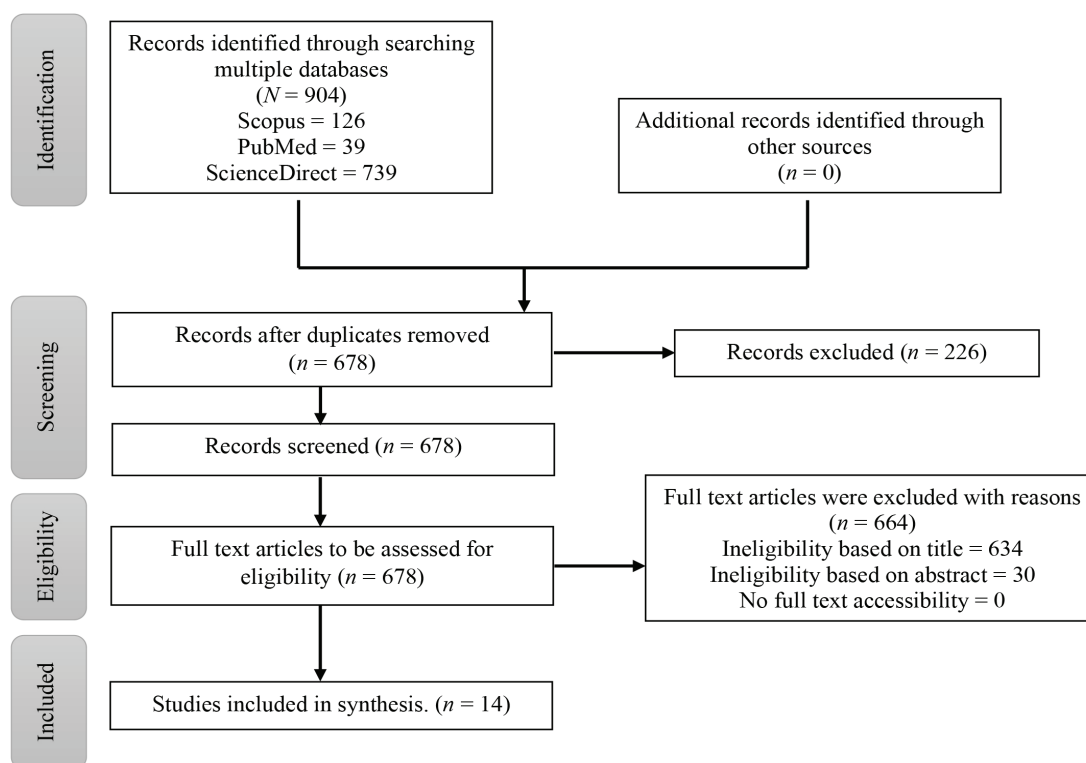 Identification
Records identified through searching
multiple databases
(N = 904)
Scopus = 126
PubMed = 39
ScienceDirect = 739
Additional records identified through
other sources
(n = 0)
Screening
Records after duplicates removed
(n = 678)
Records excluded (n = 226)
Records screened (n = 678)
Eligibility
Full text articles to be assessed for
eligibility (n = 678)
Full text articles were excluded with reasons
(n = 664)
Ineligibility based on title = 634
Ineligibility based on abstract = 30
No full text accessibility = 0
Included
Studies included in synthesis. (n = 14)